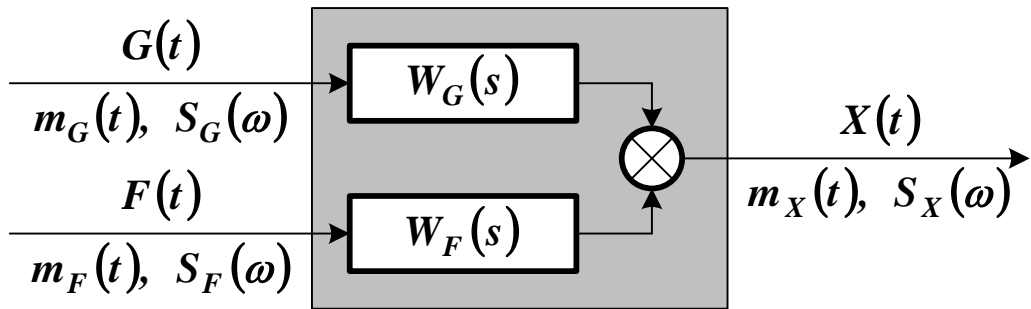 G(t)
m_G(t), S_G(ω)
W_G(s)
X(t)
m_X(t), S_X(ω)
F(t)
m_F(t), S_F(ω)
W_F(s)